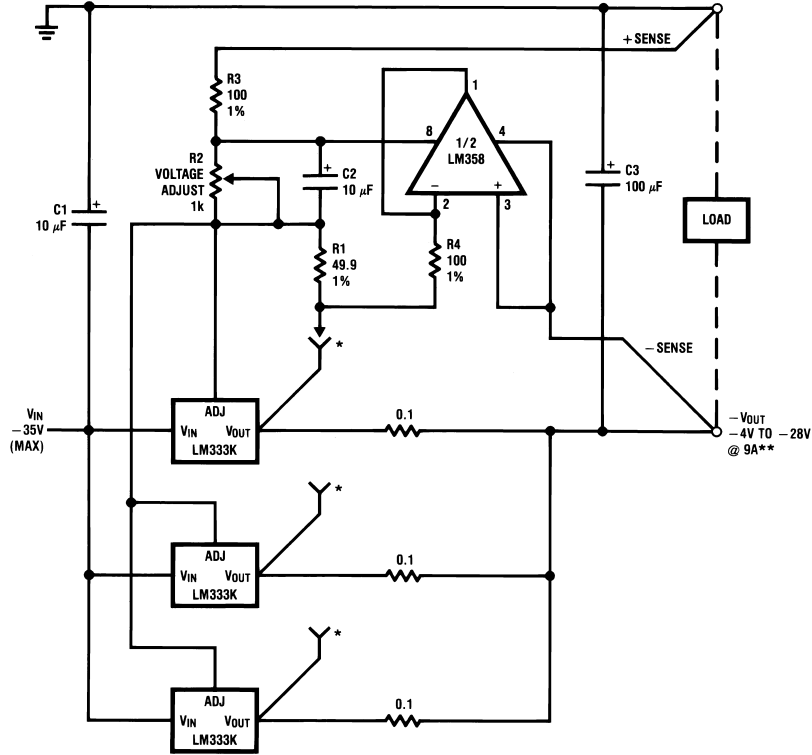 +SENSE
R3
100
1%
1
8
4
1/2
LM358
R2
VOLTAGE
ADJUST
1k
+
C2
10 μF
+
C3
100 μF
+
C1
10 μF
−
+
2
3
LOAD
R1
49.9
1%
R4
100
1%
*
−SENSE
VIN
−35V
(MAX)
ADJ
VIN
VOUT
LM333K
0.1
−VOUT
−4V TO −28V
@ 9A**
*
ADJ
VIN
VOUT
LM333K
0.1
*
ADJ
VIN
VOUT
LM333K
0.1